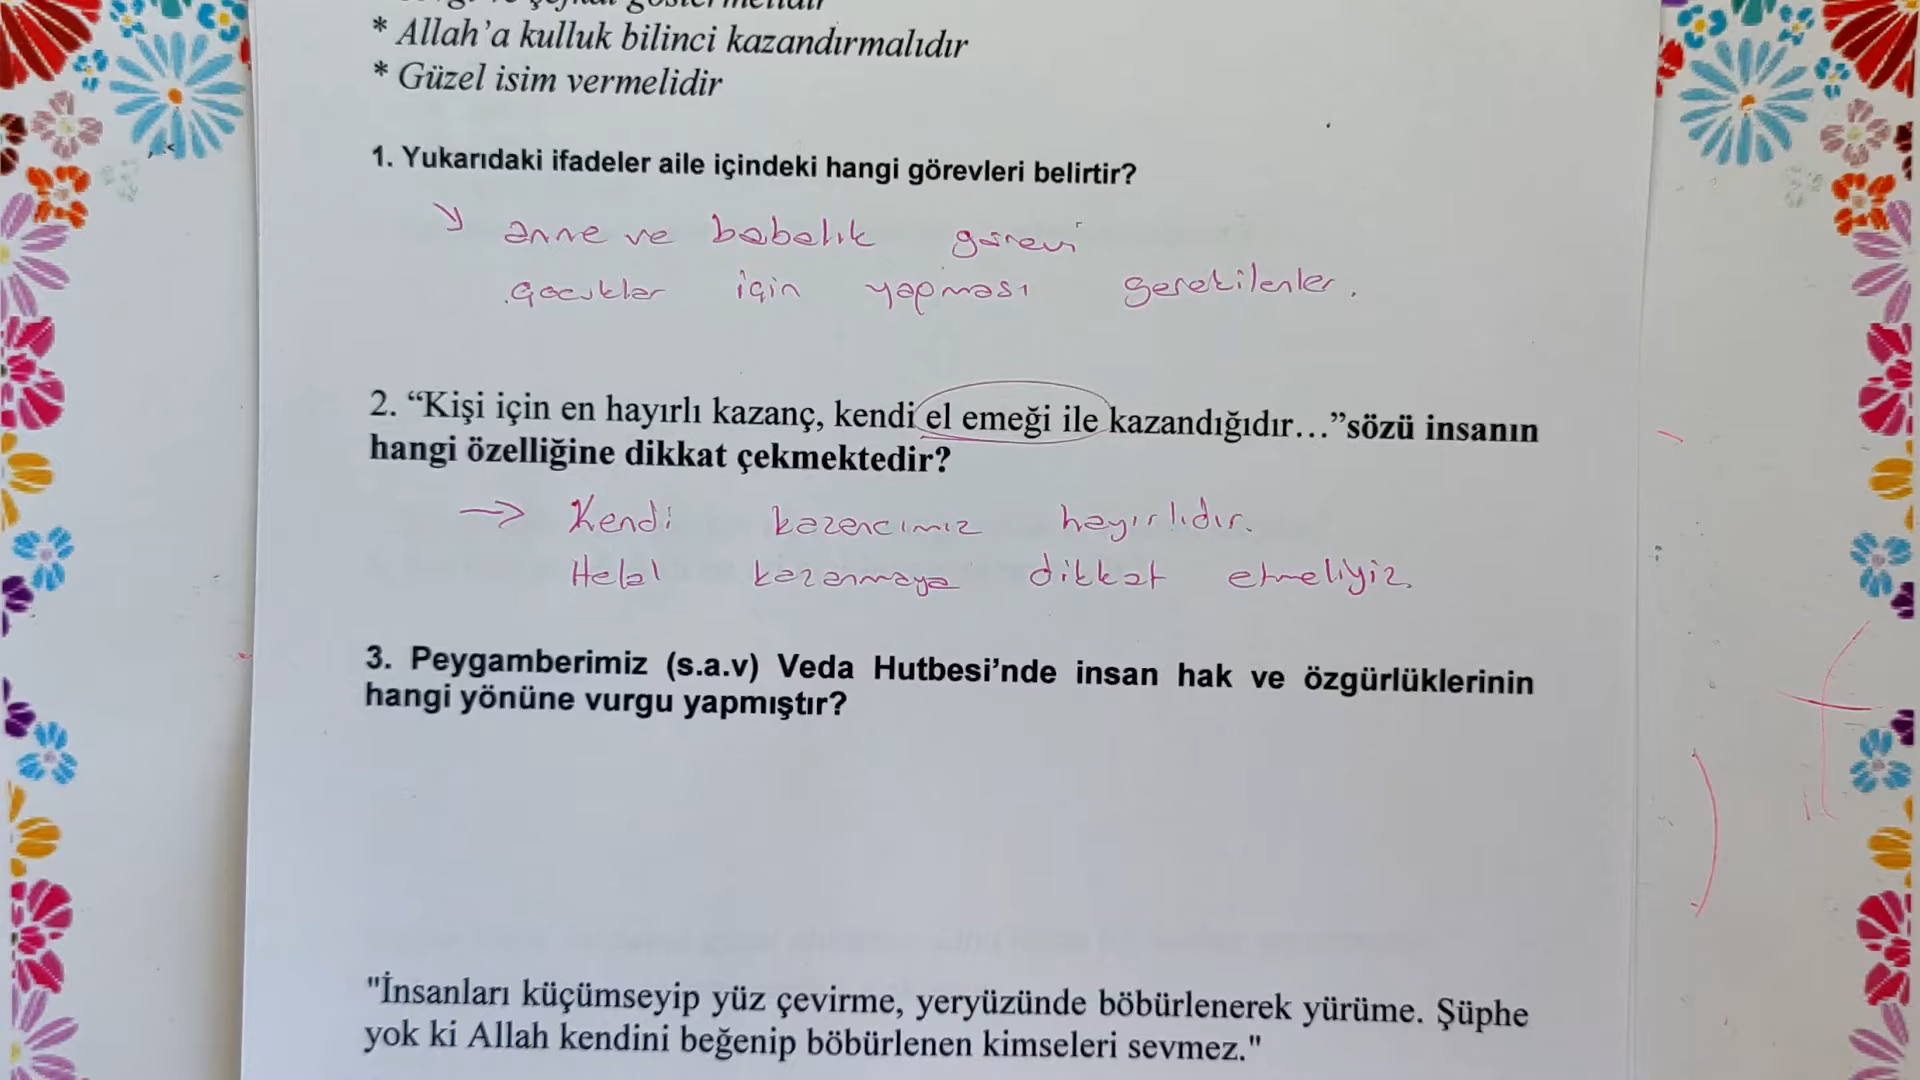 * Allah'a kulluk bilinci kazandırmalıdır
* Güzel isim vermelidir
1. Yukarıdaki ifadeler aile içindeki hangi görevleri belirtir?
anne ve babalık görevi
çocuklar için yapması gerekilenler.
2. “Kişi için en hayırlı kazanç, kendi el emeği ile kazandığıdır…”sözü insanın
hangi özelliğine dikkat çekmektedir?
→ Kendi kazancımız hayırlıdır.
Helal kazanmaya dikkat etmeliyiz.
3. Peygamberimiz (s.a.v) Veda Hutbesi’nde insan hak ve özgürlüklerinin
hangi yönüne vurgu yapmıştır?
"İnsanları küçümseyip yüz çevirme, yeryüzünde böbürlenerek yürüme. Şüphe
yok ki Allah kendini beğenip böbürlenen kimseleri sevmez."